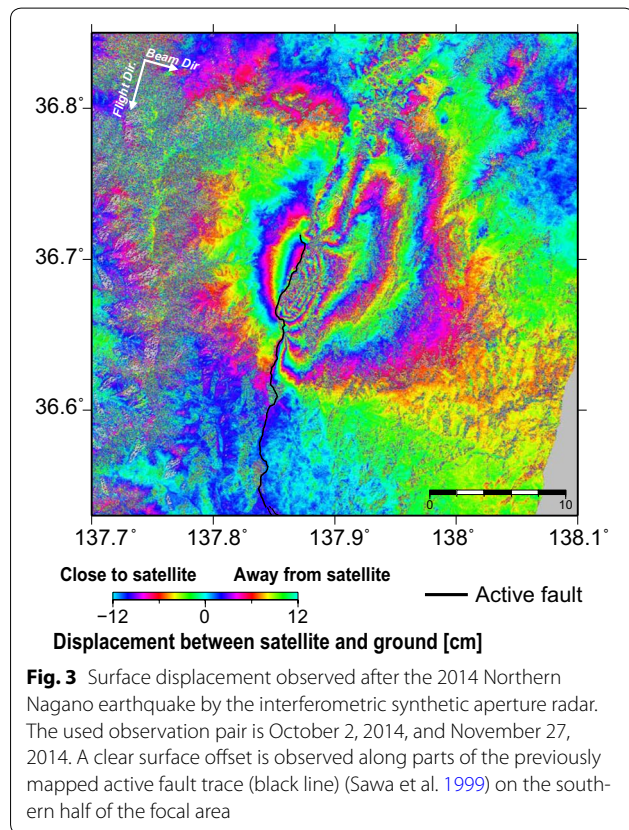 Flight Dir.
Beam Dir
36.8˚
36.7˚
36.6˚
0 10
137.7˚ 137.8˚ 137.9˚ 138˚ 138.1˚
Close to satellite Away from satellite
−12 0 12
Active fault
Displacement between satellite and ground [cm]
Fig. 3 Surface displacement observed after the 2014 Northern
Nagano earthquake by the interferometric synthetic aperture radar.
The used observation pair is October 2, 2014, and November 27,
2014. A clear surface offset is observed along parts of the previously
mapped active fault trace (black line) (Sawa et al. 1999) on the south-
ern half of the focal area